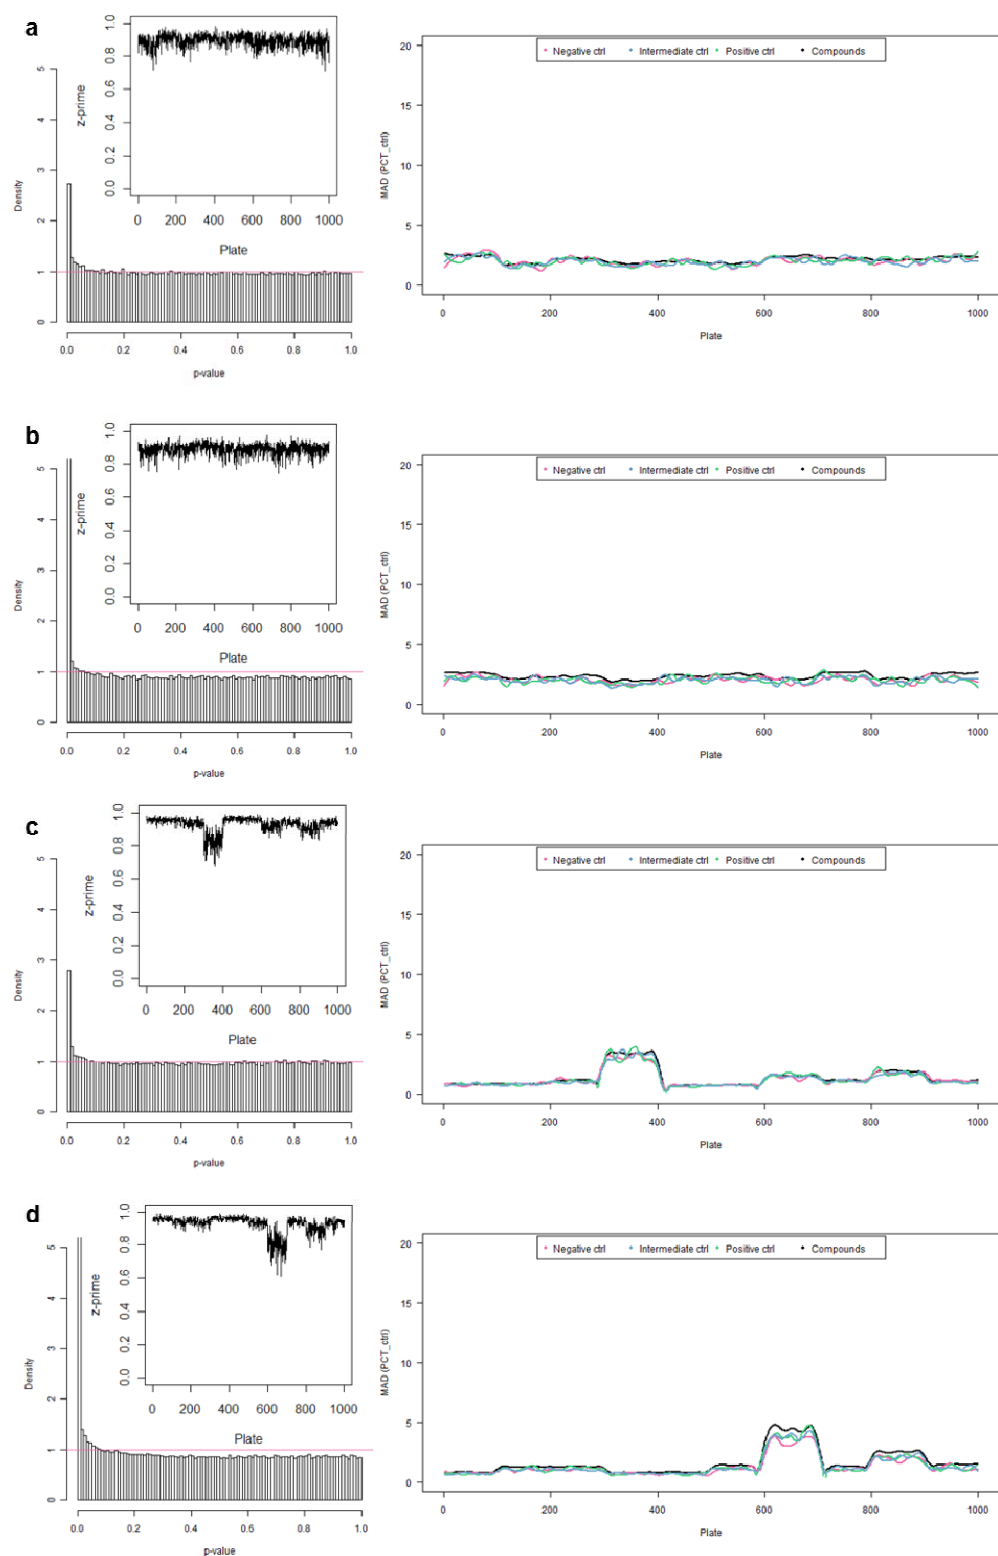 a
z-prime
0.0 0.2 0.4 0.6 0.8 1.0
0 200 400 600 800 1000
Plate
Density
0 1 2 3 4 5
0.0 0.2 0.4 0.6 0.8 1.0
p-value
Negative ctrl Intermediate ctrl Positive ctrl Compounds
MAD (PCT_ctrl)
0 5 10 15 20
0 200 400 600 800 1000
Plate
b
z-prime
0.0 0.2 0.4 0.6 0.8 1.0
0 200 400 600 800 1000
Plate
Density
0 1 2 3 4 5
0.0 0.2 0.4 0.6 0.8 1.0
p-value
Negative ctrl Intermediate ctrl Positive ctrl Compounds
MAD (PCT_ctrl)
0 5 10 15 20
0 200 400 600 800 1000
Plate
c
z-prime
0.0 0.2 0.4 0.6 0.8 1.0
0 200 400 600 800 1000
Plate
Density
0 1 2 3 4 5
0.0 0.2 0.4 0.6 0.8 1.0
p-value
Negative ctrl Intermediate ctrl Positive ctrl Compounds
MAD (PCT_ctrl)
0 5 10 15 20
0 200 400 600 800 1000
Plate
d
z-prime
0.0 0.2 0.4 0.6 0.8 1.0
0 200 400 600 800 1000
Plate
Density
0 1 2 3 4 5
0.0 0.2 0.4 0.6 0.8 1.0
p-value
Negative ctrl Intermediate ctrl Positive ctrl Compounds
MAD (PCT_ctrl)
0 5 10 15 20
0 200 400 600 800 1000
Plate